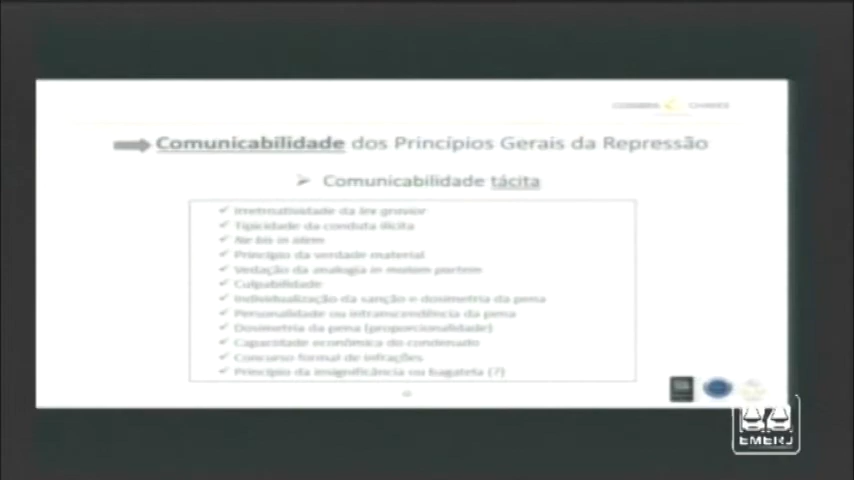 Comunicabilidade dos Princípios Gerais da Repressão
➢ Comunicabilidade tácita
✓ Irretroatividade da lex gravior
✓ Tipicidade da conduta ilícita
✓ Ne bis in idem
✓ Princípio da verdade material
✓ Vedação da analogia in malam partem
✓ Culpabilidade
✓ Individualização da sanção e dosimetria da pena
✓ Personalidade ou intranscendência da pena
✓ Dosimetria da pena (proporcionalidade)
✓ Capacidade econômica do condenado
✓ Concurso formal de infrações
✓ Princípio da insignificância ou bagatela (?)
EMERJ